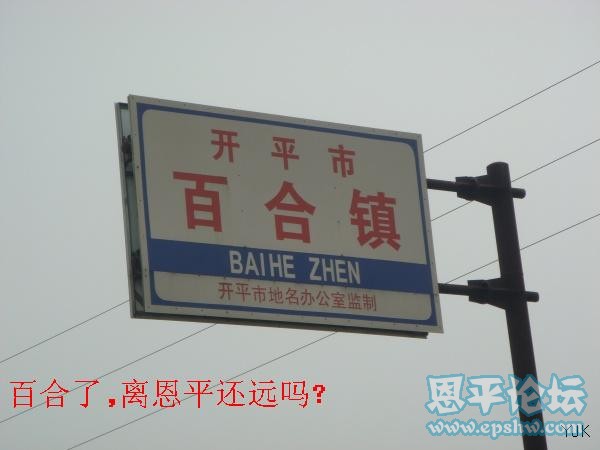 开平市
百合镇
BAIHE ZHEN
开平市地名办公室监制
百合了,离恩平还远吗?
恩平论坛
www.epshw.com
YJK